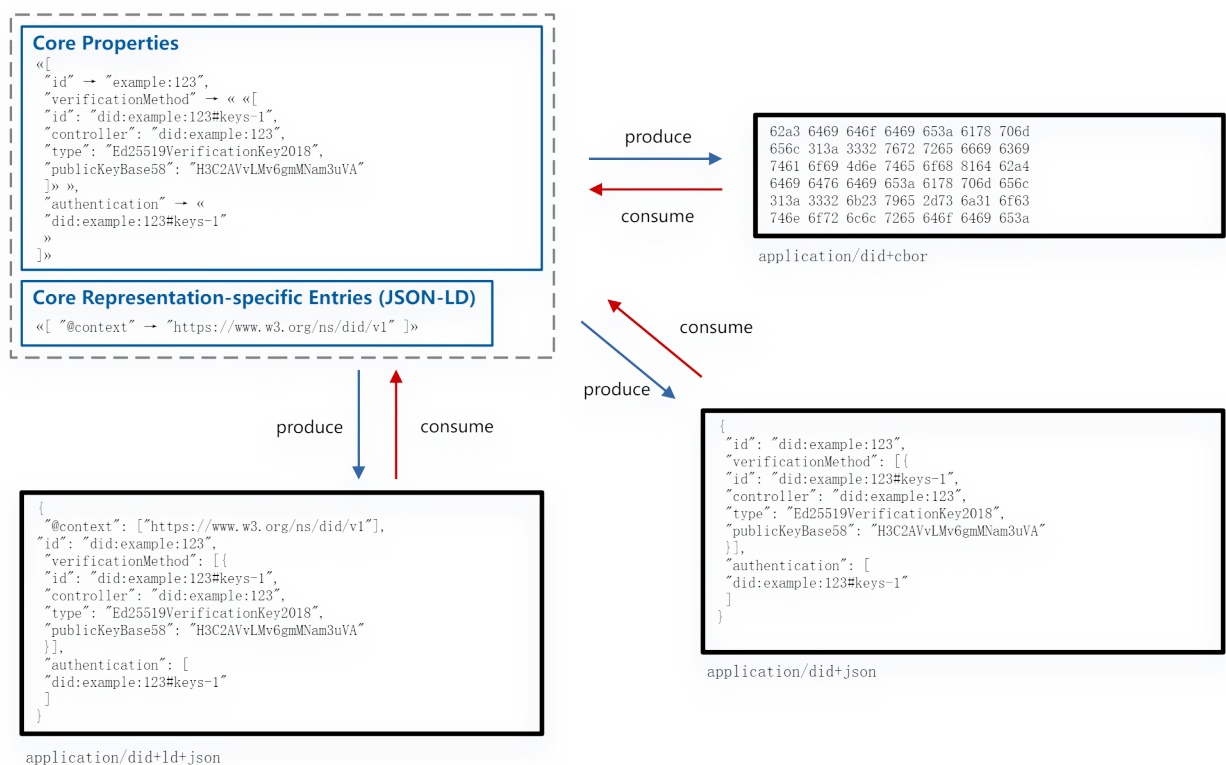 Core Properties
«[
"id" → "example:123",
"verificationMethod" → « «[
"id": "did:example:123#keys-1",
"controller": "did:example:123",
"type": "Ed25519VerificationKey2018",
"publicKeyBase58": "H3C2AVvLMv6gmMNam3uVA"
]» »,
"authentication" → «
"did:example:123#keys-1"
»
]»
Core Representation-specific Entries (JSON-LD)
«[ "@context" → "https://www.w3.org/ns/did/v1" ]»
produce
consume
62a3 6469 646f 6469 653a 6178 706d
656c 313a 3332 7672 7265 6669 6369
7461 6f69 4d6e 7465 6f68 8164 62a4
6469 6476 6469 653a 6178 706d 656c
313a 3332 6b23 7965 2d73 6a31 6f63
746e 6f72 6c6c 7265 646f 6469 653a
application/did+cbor
consume
produce
{
"id": "did:example:123",
"verificationMethod": [{
"id": "did:example:123#keys-1",
"controller": "did:example:123",
"type": "Ed25519VerificationKey2018",
"publicKeyBase58": "H3C2AVvLMv6gmMNam3uVA"
}],
"authentication": [
"did:example:123#keys-1"
]
}
application/did+json
produce
consume
{
"@context": ["https://www.w3.org/ns/did/v1"],
"id": "did:example:123",
"verificationMethod": [{
"id": "did:example:123#keys-1",
"controller": "did:example:123",
"type": "Ed25519VerificationKey2018",
"publicKeyBase58": "H3C2AVvLMv6gmMNam3uVA"
}],
"authentication": [
"did:example:123#keys-1"
]
}
application/did+ld+json